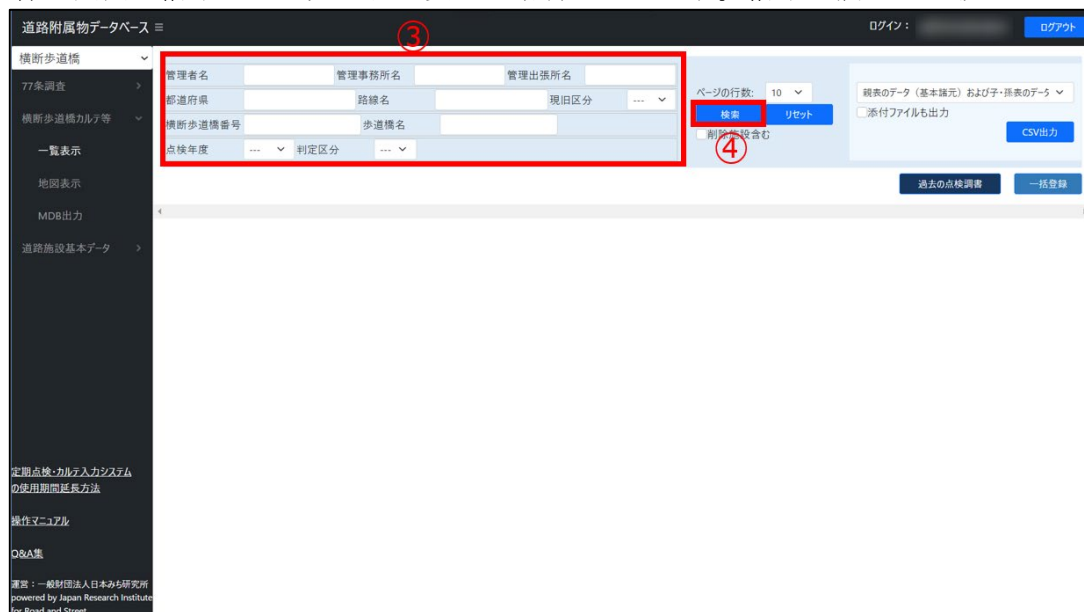 道路附属物データベース ≡
ログイン：
ログアウト
③
横断歩道橋
77条調査
横断歩道橋カルテ等
一覧表示
地図表示
MDB出力
道路施設基本データ
管理者名 管理事務所名 管理出張所名
都道府県 路線名 現旧区分 ---
横断歩道橋番号 歩道橋名
点検年度 --- 判定区分 ---
ページの行数: 10
検索 リセット
削除施設含む
④
親表のデータ（基本諸元）および子・孫表のデータ
添付ファイルも出力
CSV出力
過去の点検調書 一括登録
定期点検・カルテ入力システム
の使用期間延長方法
操作マニュアル
Q&A集
運営：一般財団法人日本みち研究所
powered by Japan Research Institute
for Road and Street